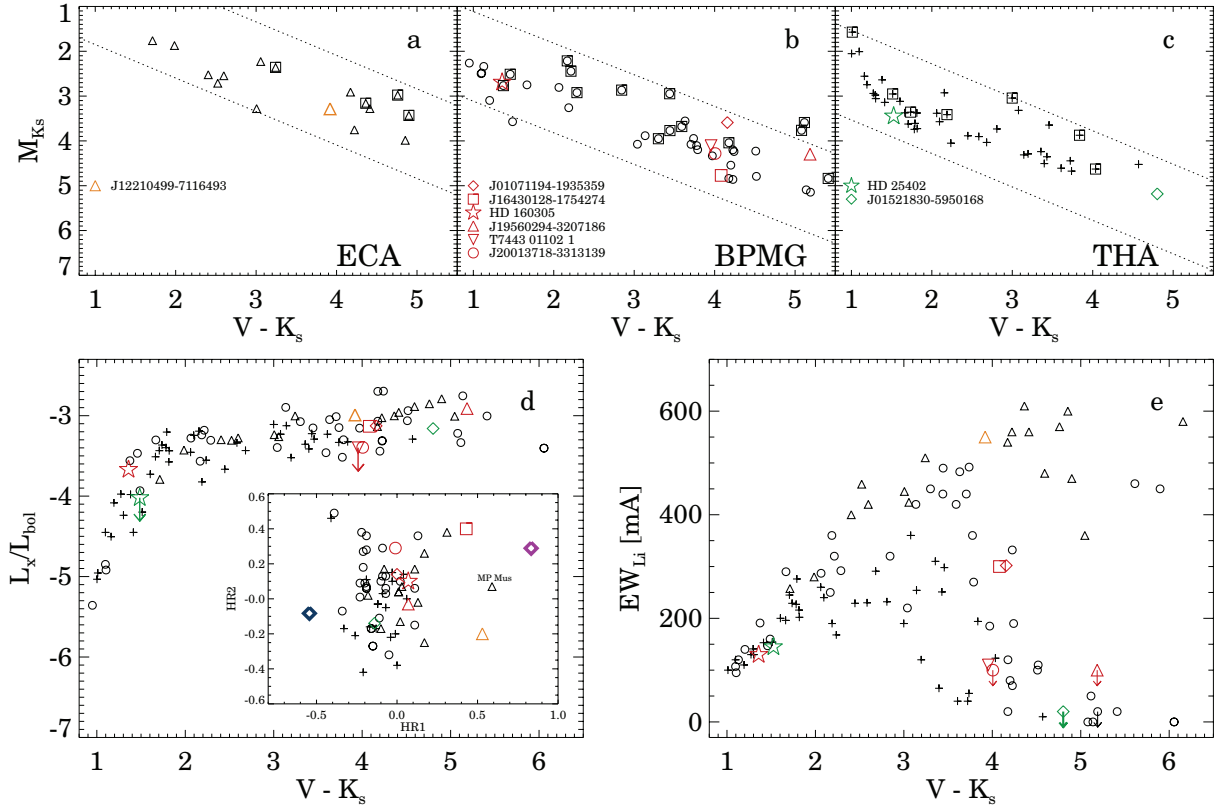 a
b
c
1
2
3
4
5
6
7
M_Ks
J12210499-7116493
ECA
J01071194-1935359
J16430128-1754274
HD 160305
J19560294-3207186
T7443 01102 1
J20013718-3313139
BPMG
HD 25402
J01521830-5950168
THA
1 2 3 4 5
1 2 3 4 5
1 2 3 4 5
V - K_s
V - K_s
V - K_s
d
-3
-4
-5
-6
-7
L_x/L_bol
0.6
0.4
0.2
-0.0
-0.2
-0.4
-0.6
HR2
MP Mus
-0.5 0.0 0.5 1.0
HR1
1 2 3 4 5 6
V - K_s
e
600
400
200
0
EW_Li [mA]
1 2 3 4 5 6
V - K_s